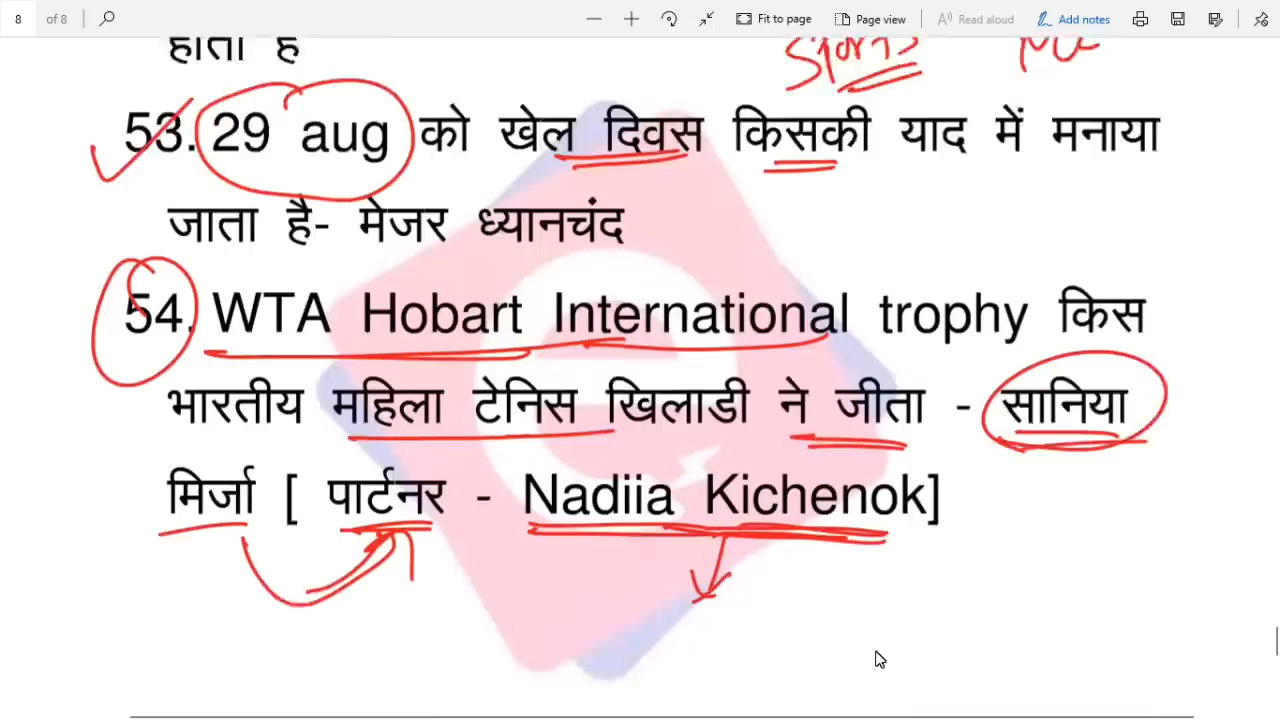 8 of 8 Fit to page Page view Read aloud Add notes
होता है
Sports
53. 29 aug को खेल दिवस किसकी याद में मनाया
जाता है- मेजर ध्यानचंद
54. WTA Hobart International trophy किस
भारतीय महिला टेनिस खिलाडी ने जीता - सानिया
मिर्जा [ पार्टनर - Nadiia Kichenok]